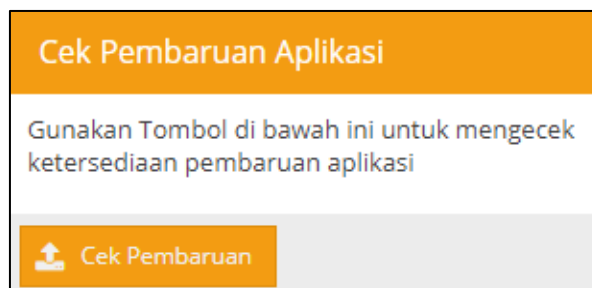 Cek Pembaruan Aplikasi
Gunakan Tombol di bawah ini untuk mengecek
ketersediaan pembaruan aplikasi
Cek Pembaruan